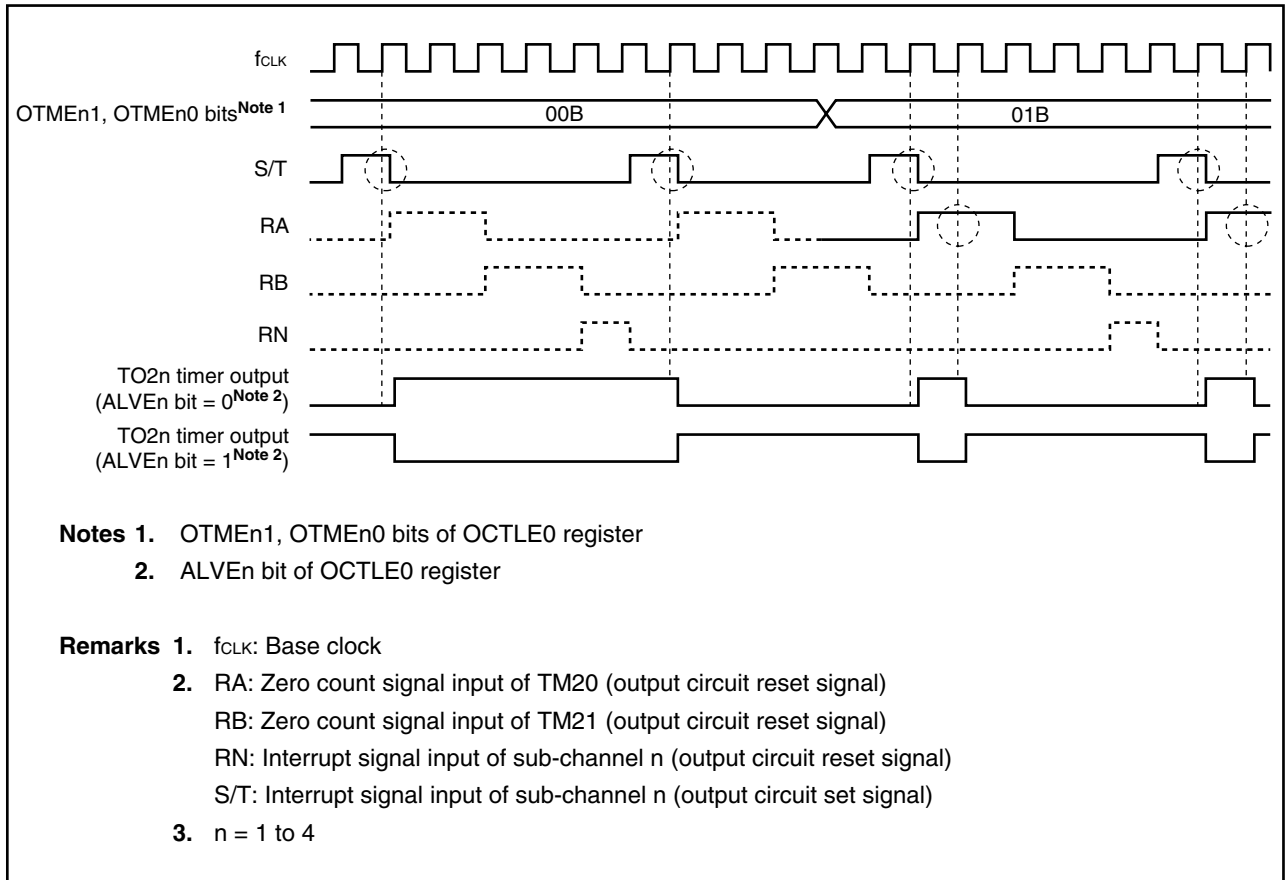 fCLK
OTMEn1, OTMEn0 bitsNote 1
00B
01B
S/T
RA
RB
RN
TO2n timer output
(ALVEn bit = 0Note 2)
TO2n timer output
(ALVEn bit = 1Note 2)
Notes 1. OTMEn1, OTMEn0 bits of OCTLE0 register
2. ALVEn bit of OCTLE0 register
Remarks 1. fCLK: Base clock
2. RA: Zero count signal input of TM20 (output circuit reset signal)
RB: Zero count signal input of TM21 (output circuit reset signal)
RN: Interrupt signal input of sub-channel n (output circuit reset signal)
S/T: Interrupt signal input of sub-channel n (output circuit set signal)
3. n = 1 to 4